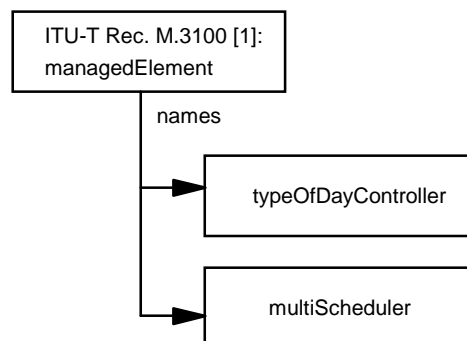 ITU-T Rec. M.3100 [1]:
managedElement
names
typeOfDayController
multiScheduler